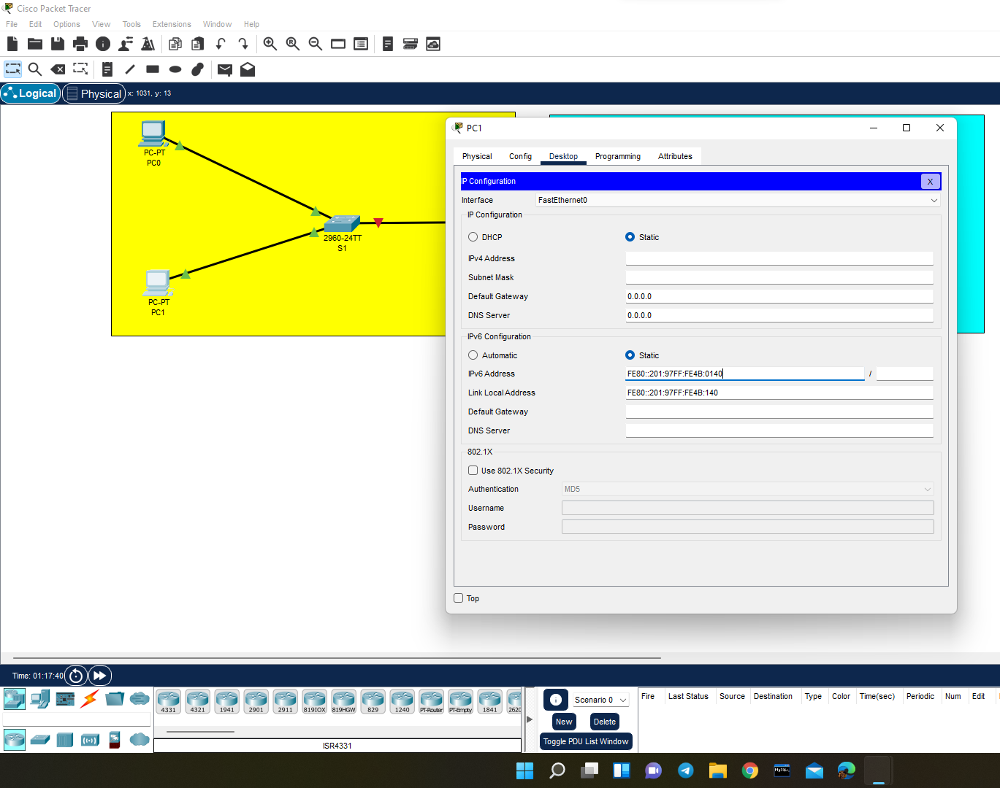 Cisco Packet Tracer
File Edit Options View Tools Extensions Window Help
Logical Physical x: 1031, y: 13
PC-PT
PC0
2960-24TT
S1
PC-PT
PC1
PC1
Physical Config Desktop Programming Attributes
IP Configuration X
Interface FastEthernet0
IP Configuration
DHCP Static
IPv4 Address
Subnet Mask
Default Gateway 0.0.0.0
DNS Server 0.0.0.0
IPv6 Configuration
Automatic Static
IPv6 Address FE80::201:97FF:FE4B:0140 /
Link Local Address FE80::201:97FF:FE4B:140
Default Gateway
DNS Server
802.1X
Use 802.1X Security
Authentication MD5
Username
Password
Top
Time: 01:17:40
4331 4321 1941 2901 2911 819IOX 819HGW 829 1240 PT-Router PT-Empty 1841 2620
ISR4331
Scenario 0
New Delete
Toggle PDU List Window
Fire Last Status Source Destination Type Color Time(sec) Periodic Num Edit